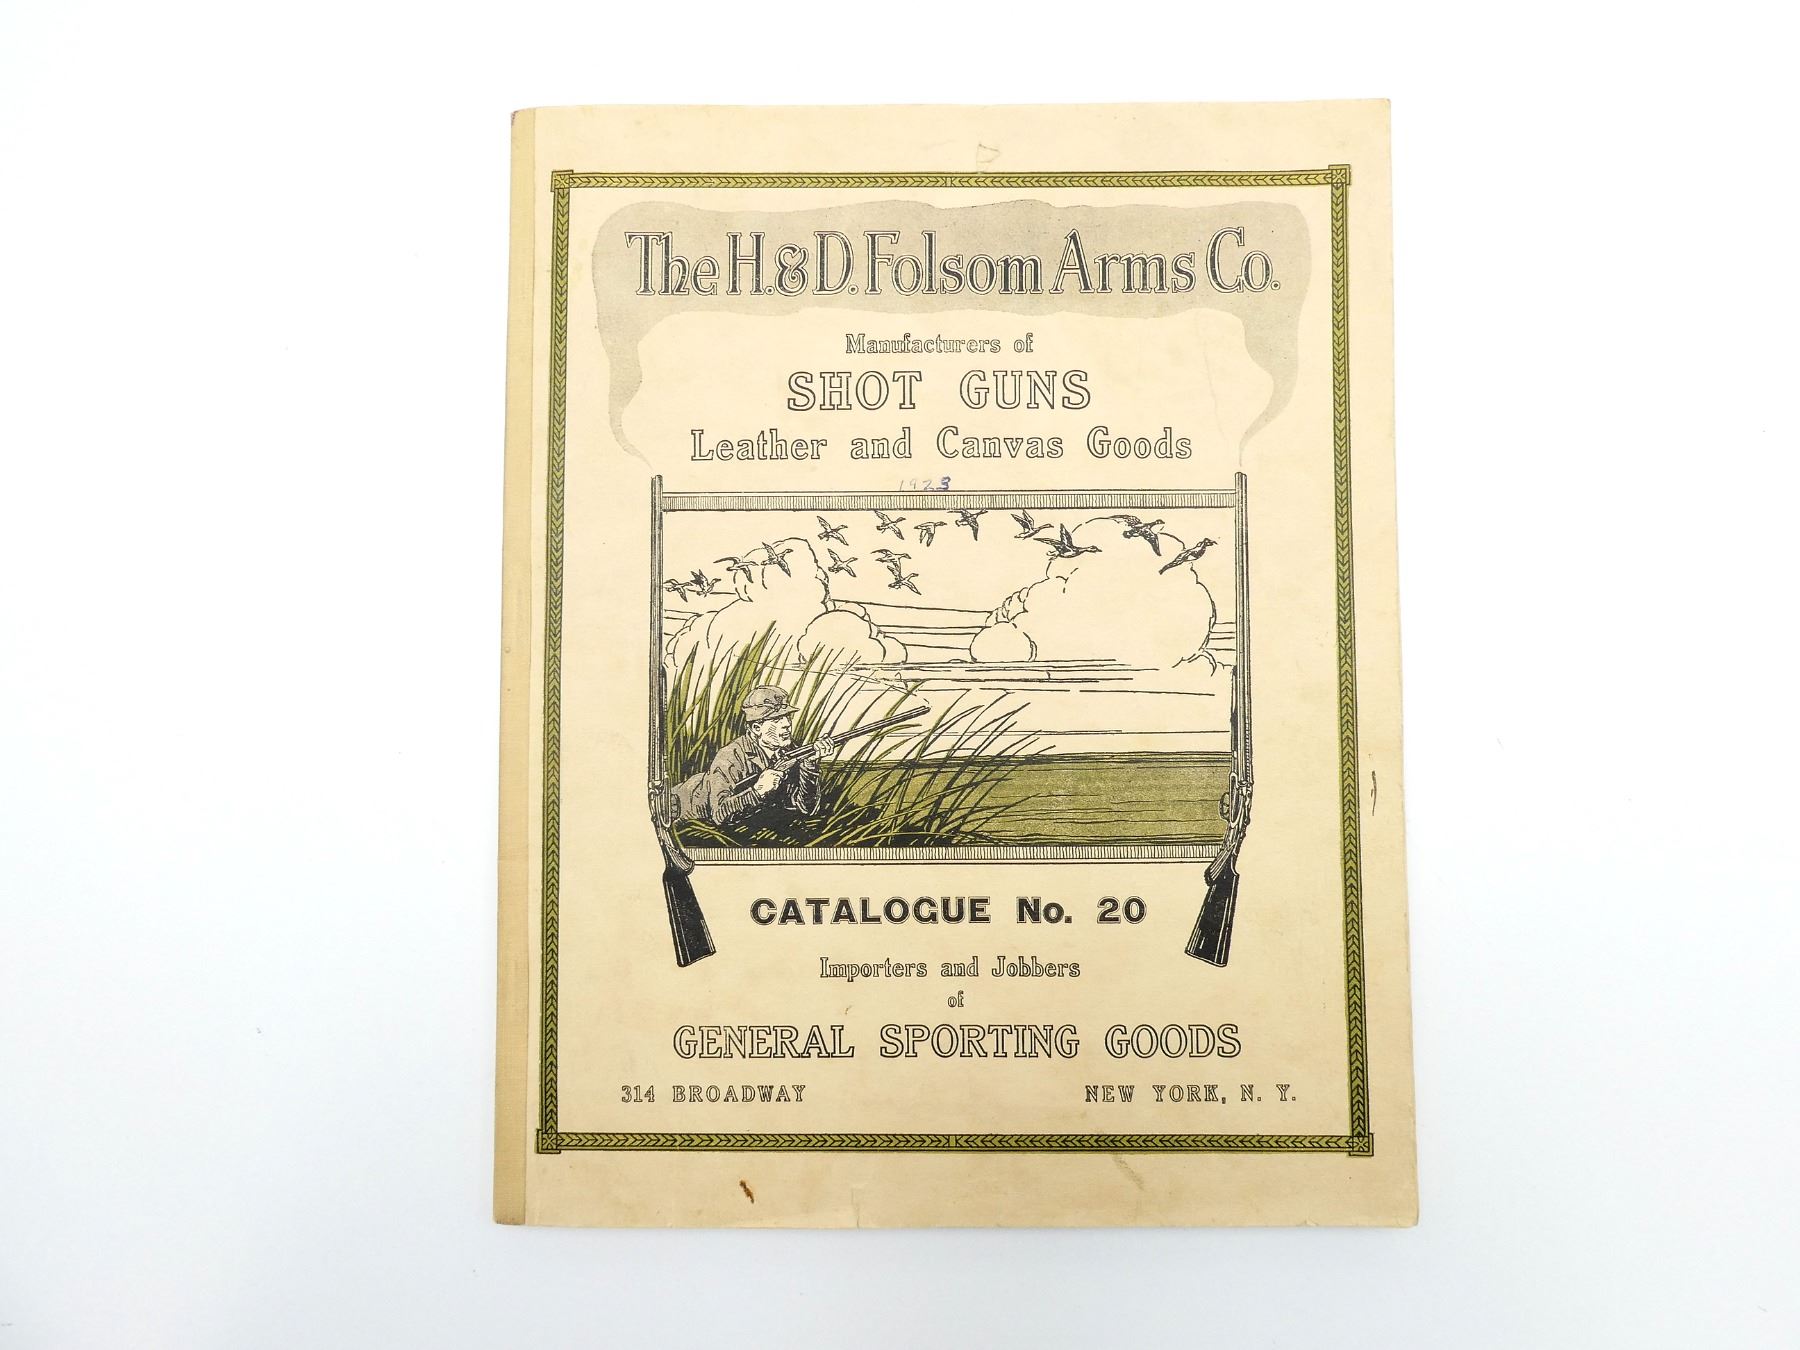 The H. & D. Folsom Arms Co.
Manufacturers of
SHOT GUNS
Leather and Canvas Goods
1923
CATALOGUE No. 20
Importers and Jobbers
of
GENERAL SPORTING GOODS
314 BROADWAY NEW YORK, N. Y.